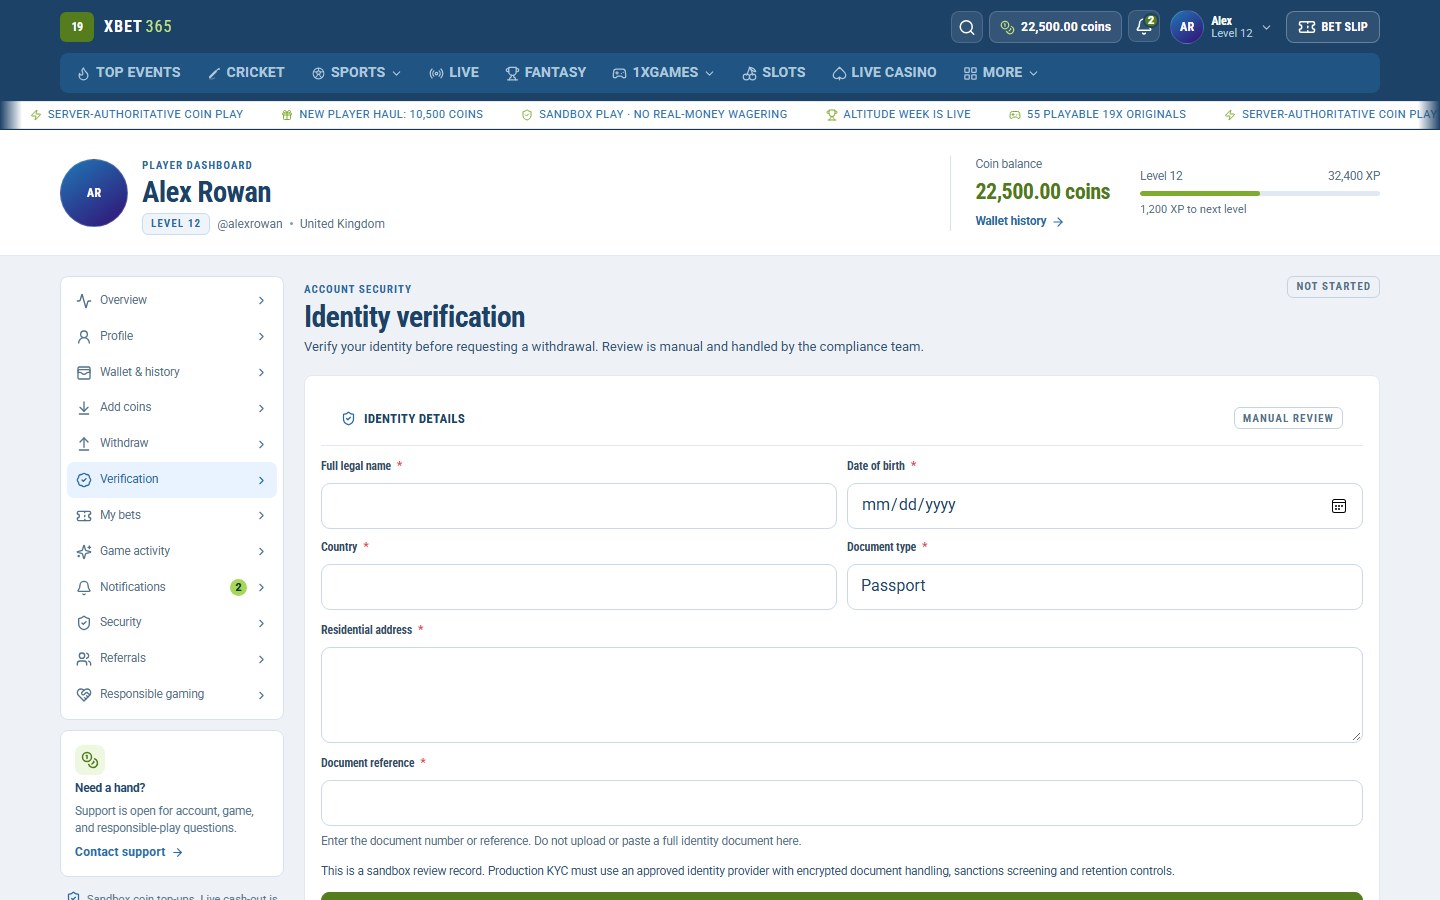 19 XBET 365
22,500.00 coins
2
AR
Alex
Level 12
BET SLIP
TOP EVENTS
CRICKET
SPORTS
LIVE
FANTASY
1XGAMES
SLOTS
LIVE CASINO
MORE
SERVER-AUTHORITATIVE COIN PLAY
NEW PLAYER HAUL: 10,500 COINS
SANDBOX PLAY · NO REAL-MONEY WAGERING
ALTITUDE WEEK IS LIVE
55 PLAYABLE 19X ORIGINALS
SERVER-AUTHORITATIVE COIN PLAY
AR
PLAYER DASHBOARD
Alex Rowan
LEVEL 12 @alexrowan • United Kingdom
Coin balance
22,500.00 coins
Wallet history
Level 12 32,400 XP
1,200 XP to next level
Overview
Profile
Wallet & history
Add coins
Withdraw
Verification
My bets
Game activity
Notifications 2
Security
Referrals
Responsible gaming
Need a hand?
Support is open for account, game,
and responsible-play questions.
Contact support
Sandbox coin top-ups. Live cash-out is
ACCOUNT SECURITY
Identity verification
Verify your identity before requesting a withdrawal. Review is manual and handled by the compliance team.
NOT STARTED
IDENTITY DETAILS
MANUAL REVIEW
Full legal name *
Date of birth *
mm/dd/yyyy
Country *
Document type *
Passport
Residential address *
Document reference *
Enter the document number or reference. Do not upload or paste a full identity document here.
This is a sandbox review record. Production KYC must use an approved identity provider with encrypted document handling, sanctions screening and retention controls.